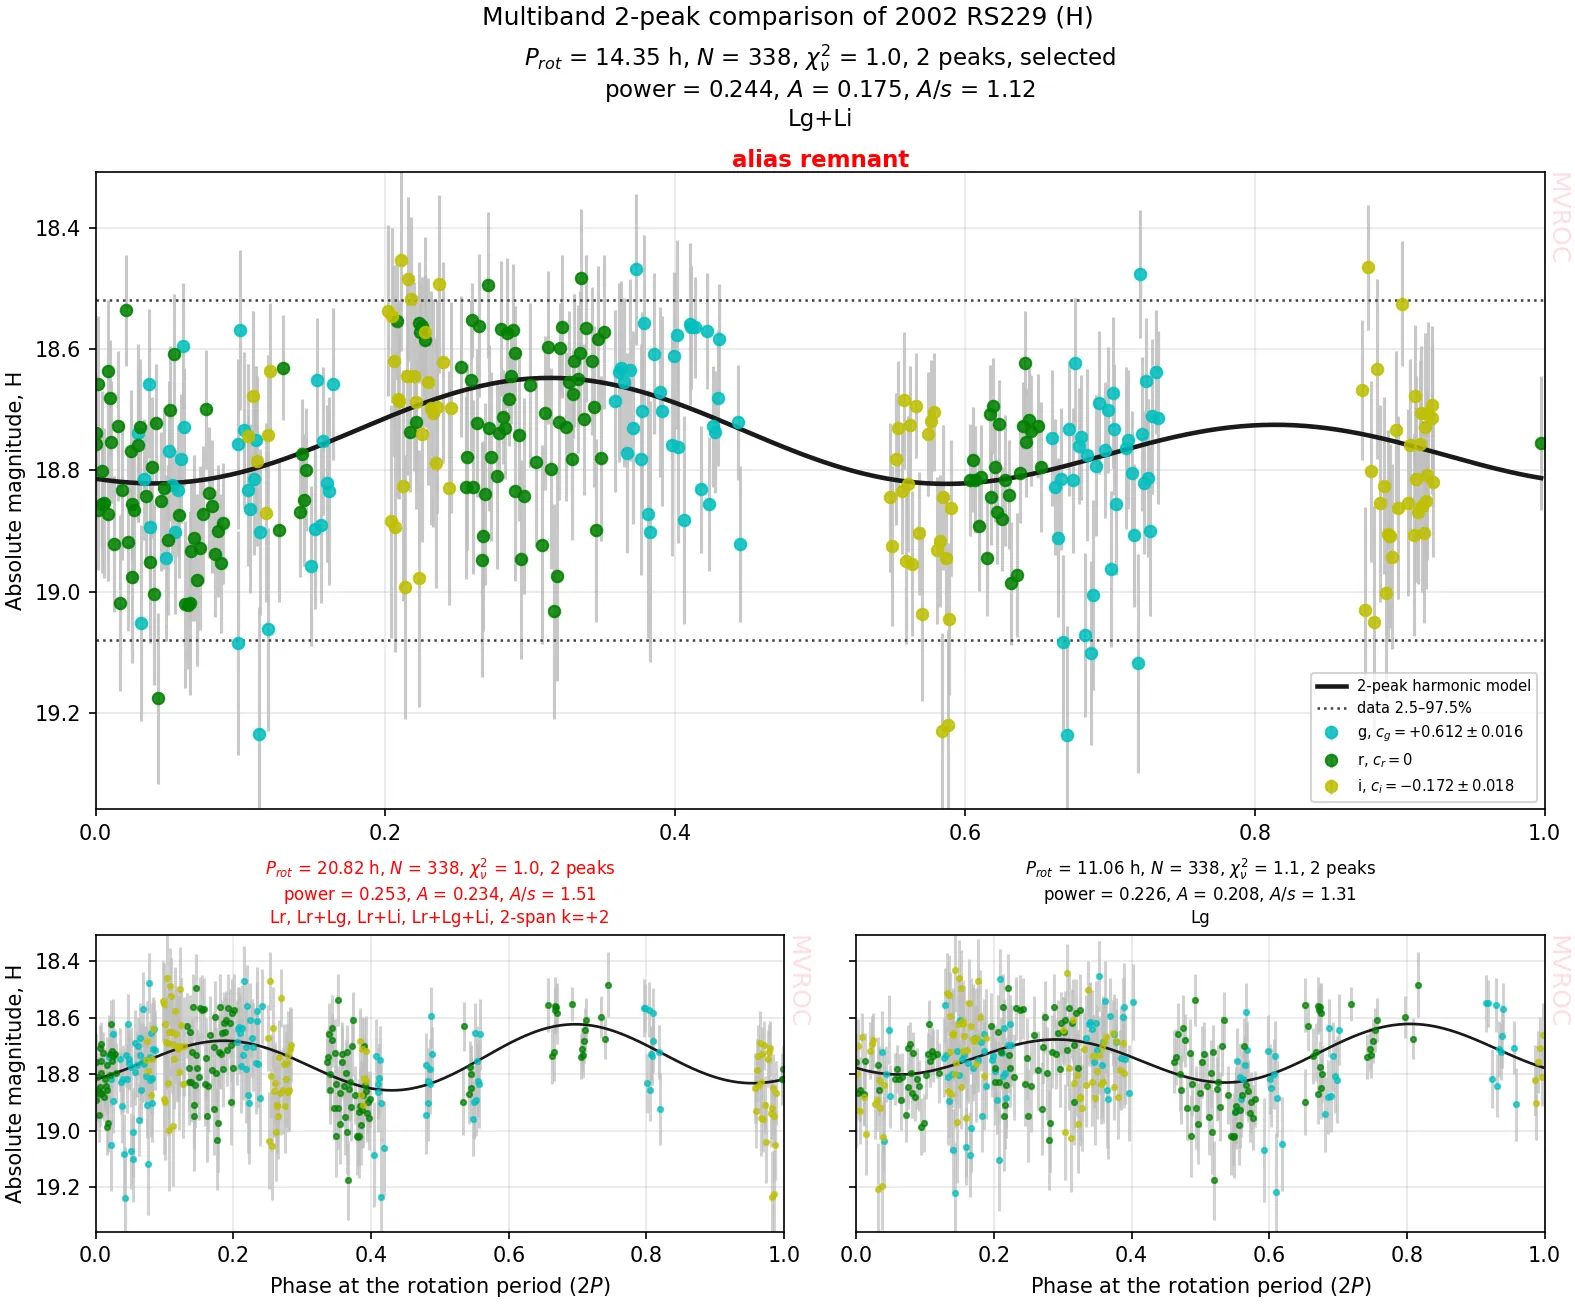 Multiband 2-peak comparison of 2002 RS229 (H)
P_rot = 14.35 h, N = 338, χ²_ν = 1.0, 2 peaks, selected
power = 0.244, A = 0.175, A/s = 1.12
Lg+Li
alias remnant
MVROC
Absolute magnitude, H
18.4
18.6
18.8
19.0
19.2
2-peak harmonic model
data 2.5–97.5%
g, c_g = +0.612 ± 0.016
r, c_r = 0
i, c_i = −0.172 ± 0.018
0.0 0.2 0.4 0.6 0.8 1.0
P_rot = 20.82 h, N = 338, χ²_ν = 1.0, 2 peaks
power = 0.253, A = 0.234, A/s = 1.51
Lr, Lr+Lg, Lr+Li, Lr+Lg+Li, 2-span k=+2
MVROC
Absolute magnitude, H
18.4
18.6
18.8
19.0
19.2
0.0 0.2 0.4 0.6 0.8 1.0
Phase at the rotation period (2P)
P_rot = 11.06 h, N = 338, χ²_ν = 1.1, 2 peaks
power = 0.226, A = 0.208, A/s = 1.31
Lg
MVROC
0.0 0.2 0.4 0.6 0.8 1.0
Phase at the rotation period (2P)